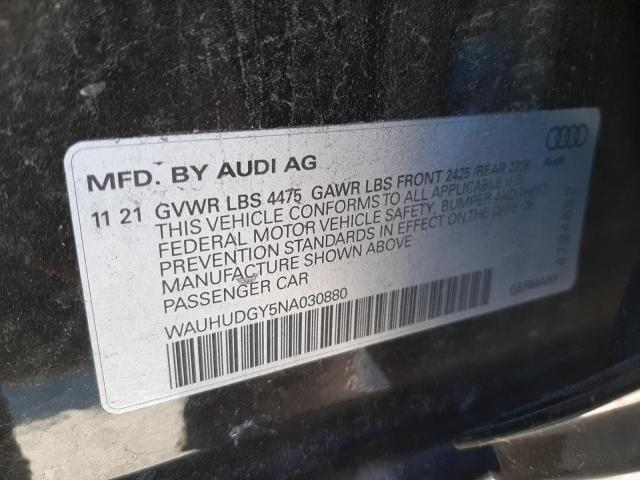 MFD. BY AUDI AG
11 21 GVWR LBS 4475 GAWR LBS FRONT 2425 /REAR
THIS VEHICLE CONFORMS TO ALL APPLICABLE U.S.
FEDERAL MOTOR VEHICLE SAFETY, BUMPER AND THEFT
PREVENTION STANDARDS IN EFFECT ON THE DATE OF
MANUFACTURE SHOWN ABOVE
PASSENGER CAR
WAUHUDGY5NA030880
Audi
GERMANY